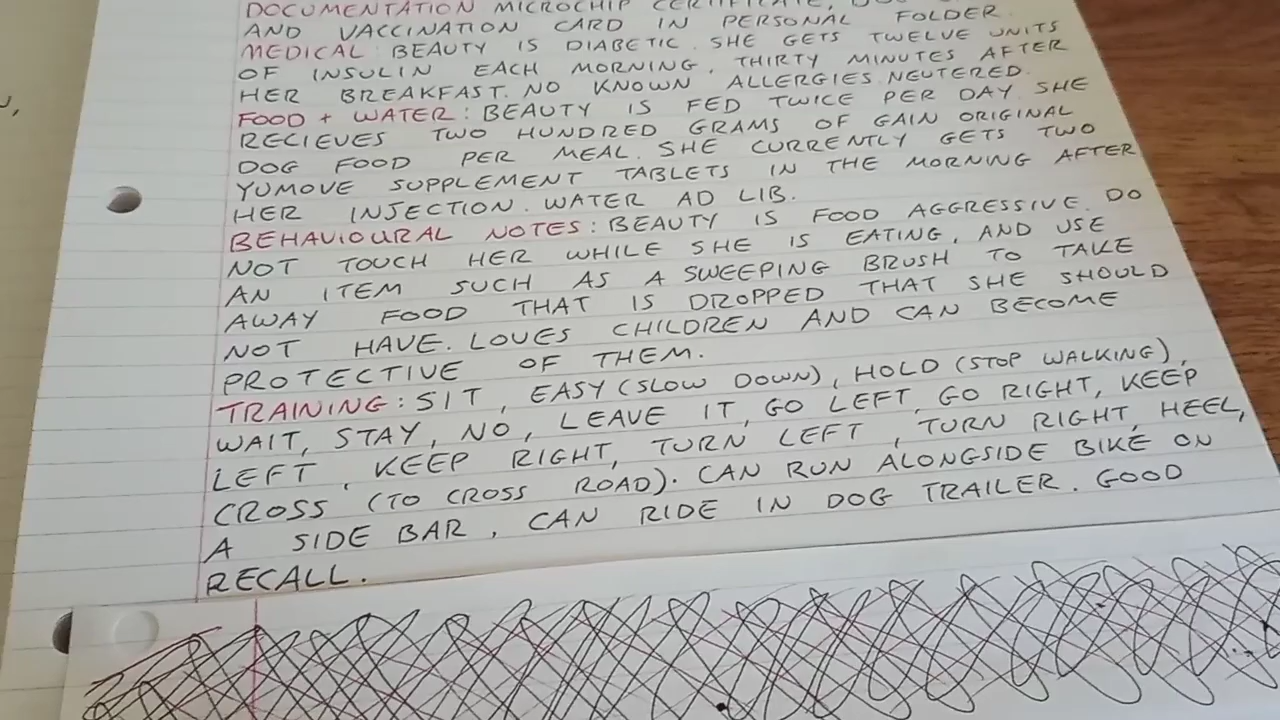 DOCUMENTATION MICROCHIP CERTIFICATE,
AND VACCINATION CARD IN PERSONAL FOLDER
MEDICAL: BEAUTY IS DIABETIC. SHE GETS TWELVE UNITS
OF INSULIN EACH MORNING, THIRTY MINUTES AFTER
HER BREAKFAST. NO KNOWN ALLERGIES. NEUTERED.
FOOD + WATER: BEAUTY IS FED TWICE PER DAY. SHE
RECIEVES TWO HUNDRED GRAMS OF GAIN ORIGINAL
DOG FOOD PER MEAL. SHE CURRENTLY GETS TWO
YUMOVE SUPPLEMENT TABLETS IN THE MORNING AFTER
HER INJECTION. WATER AD LIB.
BEHAVIOURAL NOTES: BEAUTY IS FOOD AGGRESSIVE. DO
NOT TOUCH HER WHILE SHE IS EATING, AND USE
AN ITEM SUCH AS A SWEEPING BRUSH TO TAKE
AWAY FOOD THAT IS DROPPED THAT SHE SHOULD
NOT HAVE. LOVES CHILDREN AND CAN BECOME
PROTECTIVE OF THEM.
TRAINING: SIT, EASY (SLOW DOWN), HOLD (STOP WALKING),
WAIT, STAY, NO, LEAVE IT, GO LEFT, GO RIGHT, KEEP
LEFT, KEEP RIGHT, TURN LEFT, TURN RIGHT, HEEL,
CROSS (TO CROSS ROAD). CAN RUN ALONGSIDE BIKE ON
A SIDE BAR, CAN RIDE IN DOG TRAILER. GOOD
RECALL.